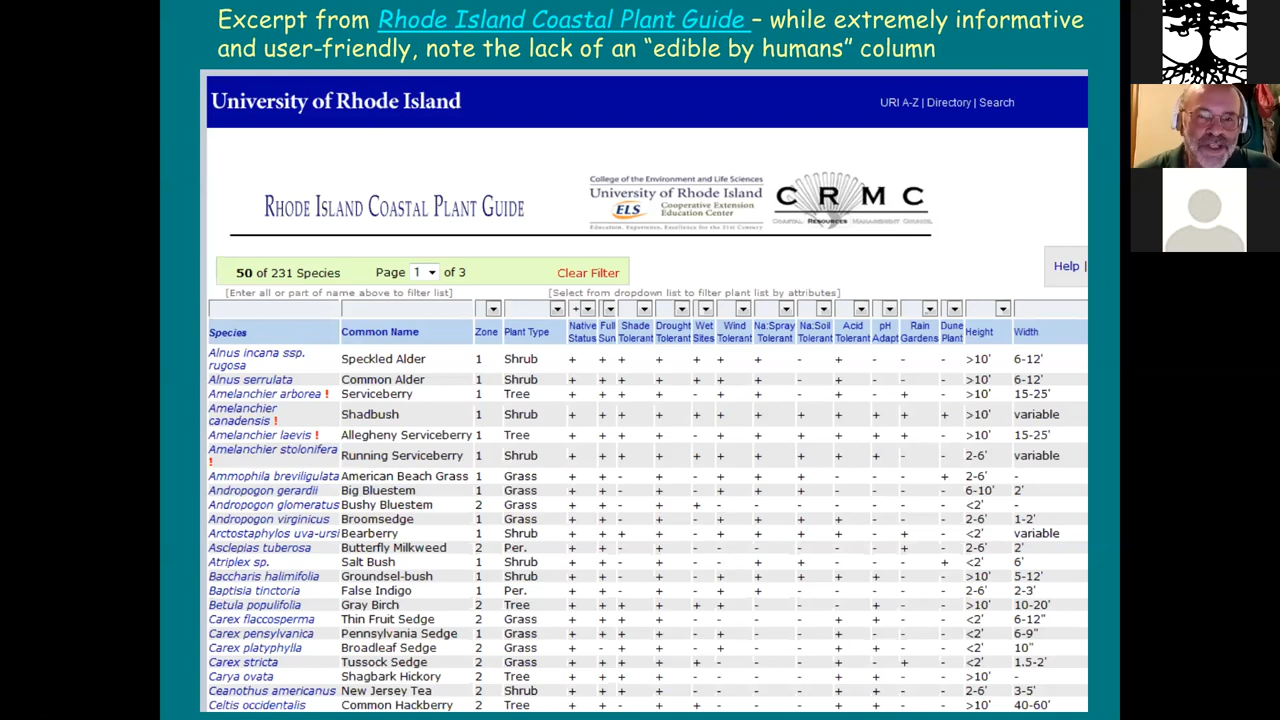 Excerpt from Rhode Island Coastal Plant Guide – while extremely informative
and user-friendly, note the lack of an “edible by humans” column
University of Rhode Island
URI A-Z | Directory | Search
RHODE ISLAND COASTAL PLANT GUIDE
College of the Environment and Life Sciences
University of Rhode Island
ELS Cooperative Extension
Education Center
Education, Experience, Excellence for the 21st Century
CRMC
COASTAL RESOURCES MANAGEMENT COUNCIL
50 of 231 Species Page 1 of 3 Clear Filter
Help |
[Enter all or part of name above to filter list] [Select from dropdown list to filter plant list by attributes]
+
Species Common Name Zone Plant Type Native Status Full Sun Shade Tolerant Drought Tolerant Wet Sites Wind Tolerant Na:Spray Tolerant Na:Soil Tolerant Acid Tolerant pH Adapt Rain Gardens Dune Plant Height Width
Alnus incana ssp. rugosa Speckled Alder 1 Shrub + + + + + + + - + - - - >10' 6-12'
Alnus serrulata Common Alder 1 Shrub + + + + + + + - + - - - >10' 6-12'
Amelanchier arborea ! Serviceberry 1 Tree + + + + - + + - + - + - >10' 15-25'
Amelanchier canadensis ! Shadbush 1 Shrub + + + + + + + + + + + + >10' variable
Amelanchier laevis ! Allegheny Serviceberry 1 Tree + + + + - + + + + + + - >10' 15-25'
Amelanchier stolonifera ! Running Serviceberry 1 Shrub + + + + + + + + + + - - 2-6' variable
Ammophila breviligulata American Beach Grass 1 Grass + + - + - + + + - - - + 2-6' -
Andropogon gerardii Big Bluestem 1 Grass + + - + - + + + - - - - 6-10' 2'
Andropogon glomeratus Bushy Bluestem 2 Grass + + - + + - - - - - - - <2' -
Andropogon virginicus Broomsedge 1 Grass + + - + - + + + + - - - 2-6' 1-2'
Arctostaphylos uva-ursi Bearberry 1 Shrub + + - + - + + + + - + - <2' variable
Asclepias tuberosa Butterfly Milkweed 2 Per. + + - + - - - - - - + - 2-6' 2'
Atriplex sp. Salt Bush 1 Shrub + + - + - - + + - - - + <2' 6'
Baccharis halimifolia Groundsel-bush 1 Shrub + + - + - + + + + + - - >10' 5-12'
Baptisia tinctoria False Indigo 1 Per. + + - + - + + - - - - - 2-6' 2-3'
Betula populifolia Gray Birch 2 Tree + + + + + + - - - + - - >10' 10-20'
Carex flaccosperma Thin Fruit Sedge 2 Grass + + + + - - - - + + - - <2' 6-12"
Carex pensylvanica Pennsylvania Sedge 1 Grass + + + + - + - - + + - - <2' 6-9"
Carex platyphylla Broadleaf Sedge 2 Grass + - + + - - - - + + - - <2' 10"
Carex stricta Tussock Sedge 2 Grass + + + + + - - - + - + - <2' 1.5-2'
Carya ovata Shagbark Hickory 2 Tree + + + + - - - - + + - - >10' -
Ceanothus americanus New Jersey Tea 2 Shrub + + + + - - - - + + - - 2-6' 3-5'
Celtis occidentalis Common Hackberry 2 Tree + + + + + + - - + + - - >10' 40-60'